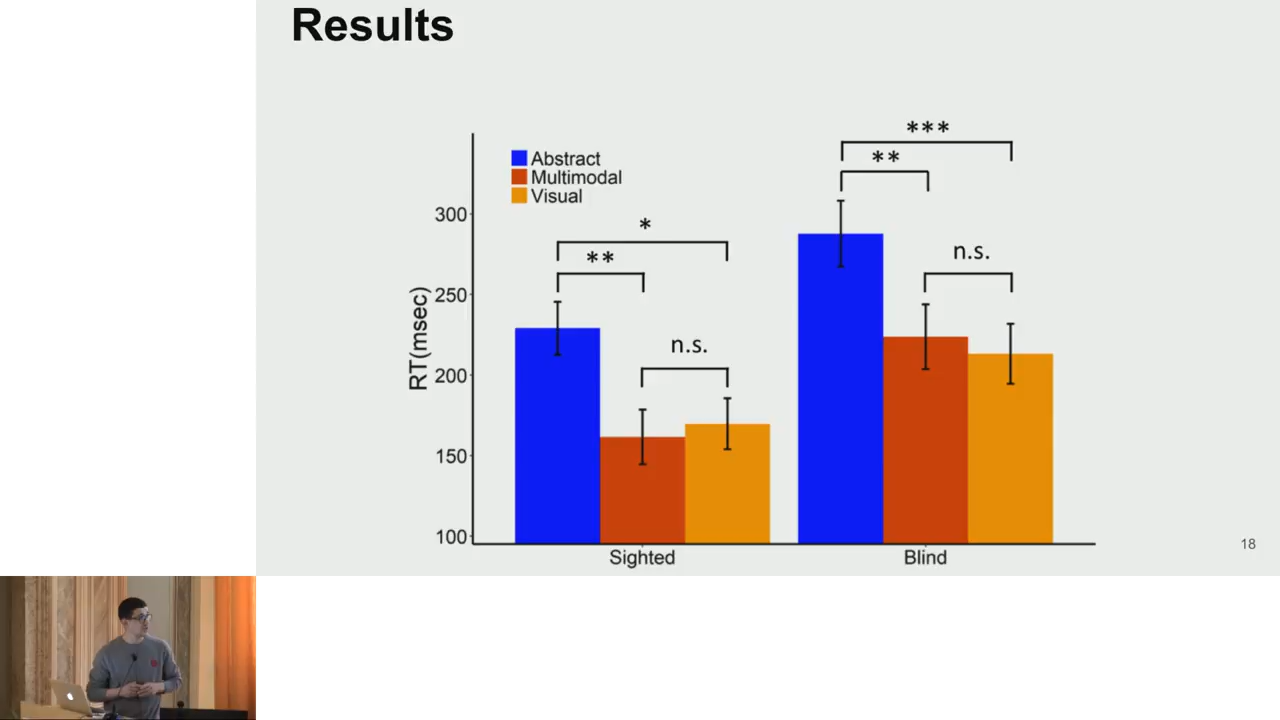 Results
***
**
Abstract
Multimodal
Visual
300
*
**
n.s.
250
n.s.
RT(msec)
200
150
100
Sighted
Blind
18